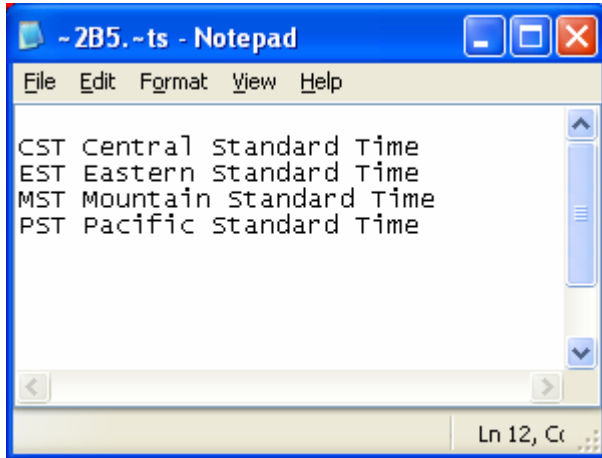 ~2B5.~ts - Notepad
File Edit Format View Help
CST Central Standard Time
EST Eastern Standard Time
MST Mountain Standard Time
PST Pacific Standard Time
Ln 12, C